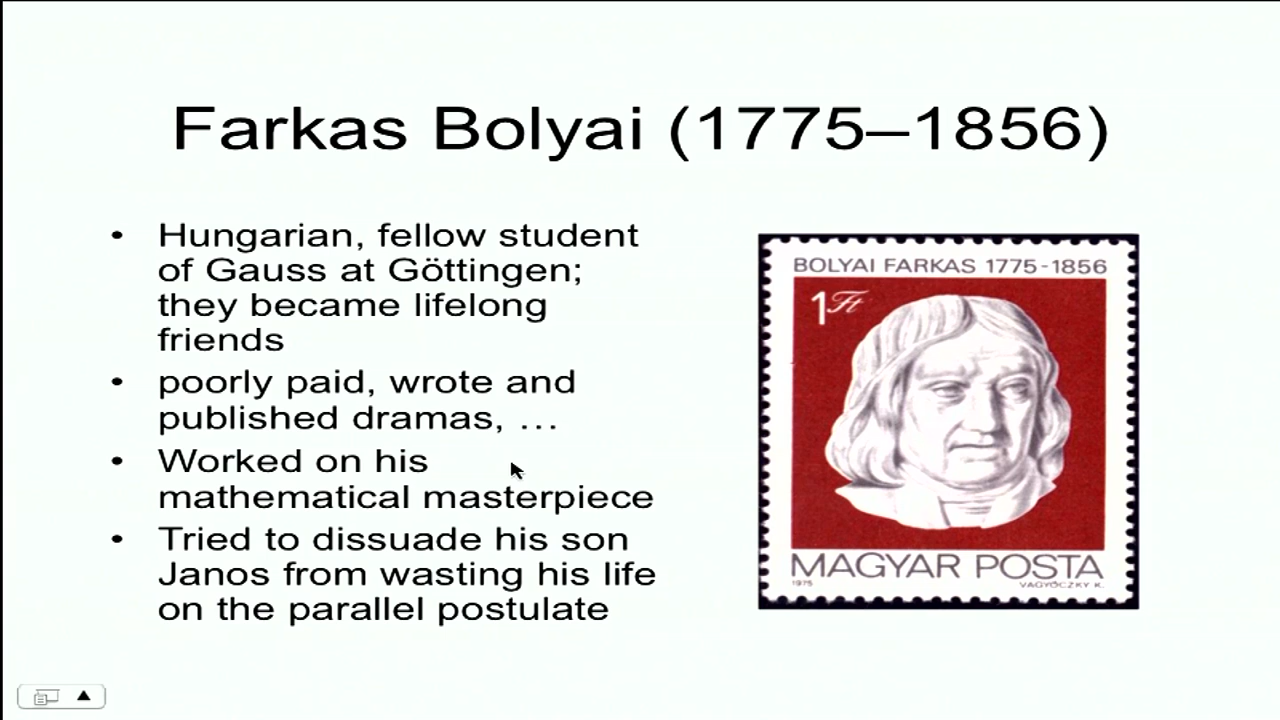 Farkas Bolyai (1775–1856)
• Hungarian, fellow student
of Gauss at Göttingen;
they became lifelong
friends
• poorly paid, wrote and
published dramas, …
• Worked on his
mathematical masterpiece
• Tried to dissuade his son
Janos from wasting his life
on the parallel postulate
BOLYAI FARKAS 1775-1856
1Ft
MAGYAR POSTA
1975 VAGYÓCZKY K.